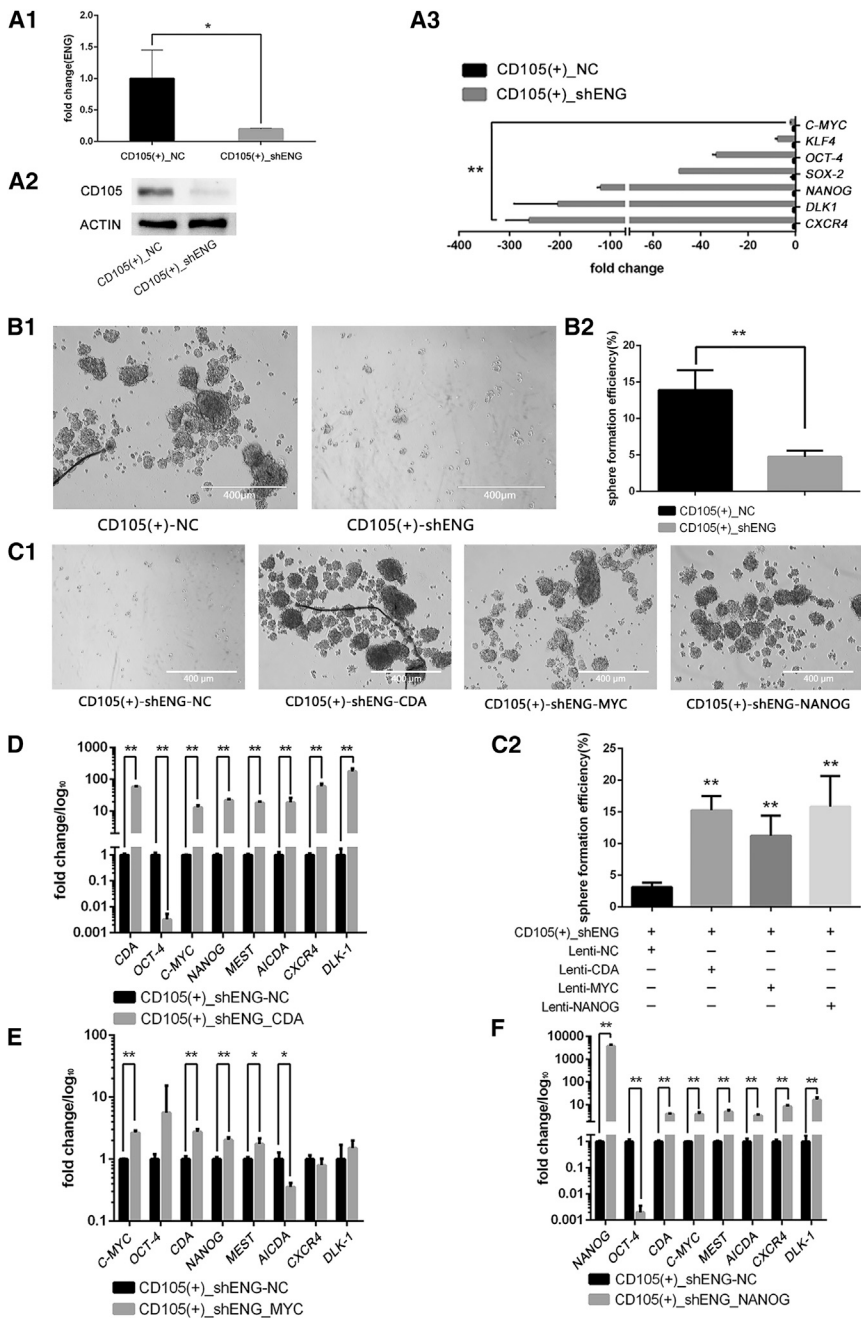 A1
fold change(ENG)
2.0
1.5
1.0
0.5
0.0
*
CD105(+)_NC
CD105(+)_shENG
A2
CD105
ACTIN
CD105(+)_NC
CD105(+)_shENG
A3
CD105(+)_NC
CD105(+)_shENG
**
C-MYC
KLF4
OCT-4
SOX-2
NANOG
DLK1
CXCR4
-400
-300
-200
-100
-60
-40
-20
0
fold change
B1
400μm
400μm
CD105(+)-NC
CD105(+)-shENG
B2
sphere formation efficiency(%)
20
15
10
5
0
**
CD105(+)_NC
CD105(+)_shENG
C1
400 μm
400 μm
400 μm
400 μm
CD105(+)-shENG-NC
CD105(+)-shENG-CDA
CD105(+)-shENG-MYC
CD105(+)-shENG-NANOG
D
fold change/log10
1000
100
10
1
0.1
0.01
0.001
** ** ** ** ** ** ** **
CDA
OCT-4
C-MYC
NANOG
MEST
AICDA
CXCR4
DLK-1
CD105(+)_shENG-NC
CD105(+)_shENG_CDA
C2
sphere formation efficiency(%)
25
20
15
10
5
0
** ** **
CD105(+)_shENG + + + +
Lenti-NC + − − −
Lenti-CDA − + − −
Lenti-MYC − − + −
Lenti-NANOG − − − +
E
fold change/log10
100
10
1
0.1
** ** ** * *
C-MYC
OCT-4
CDA
NANOG
MEST
AICDA
CXCR4
DLK-1
CD105(+)_shENG-NC
CD105(+)_shENG_MYC
F
fold change/log10
10000
1000
100
10
1
0.1
0.01
0.001
** ** ** ** ** ** ** **
NANOG
OCT-4
CDA
C-MYC
MEST
AICDA
CXCR4
DLK-1
CD105(+)_shENG-NC
CD105(+)_shENG_NANOG